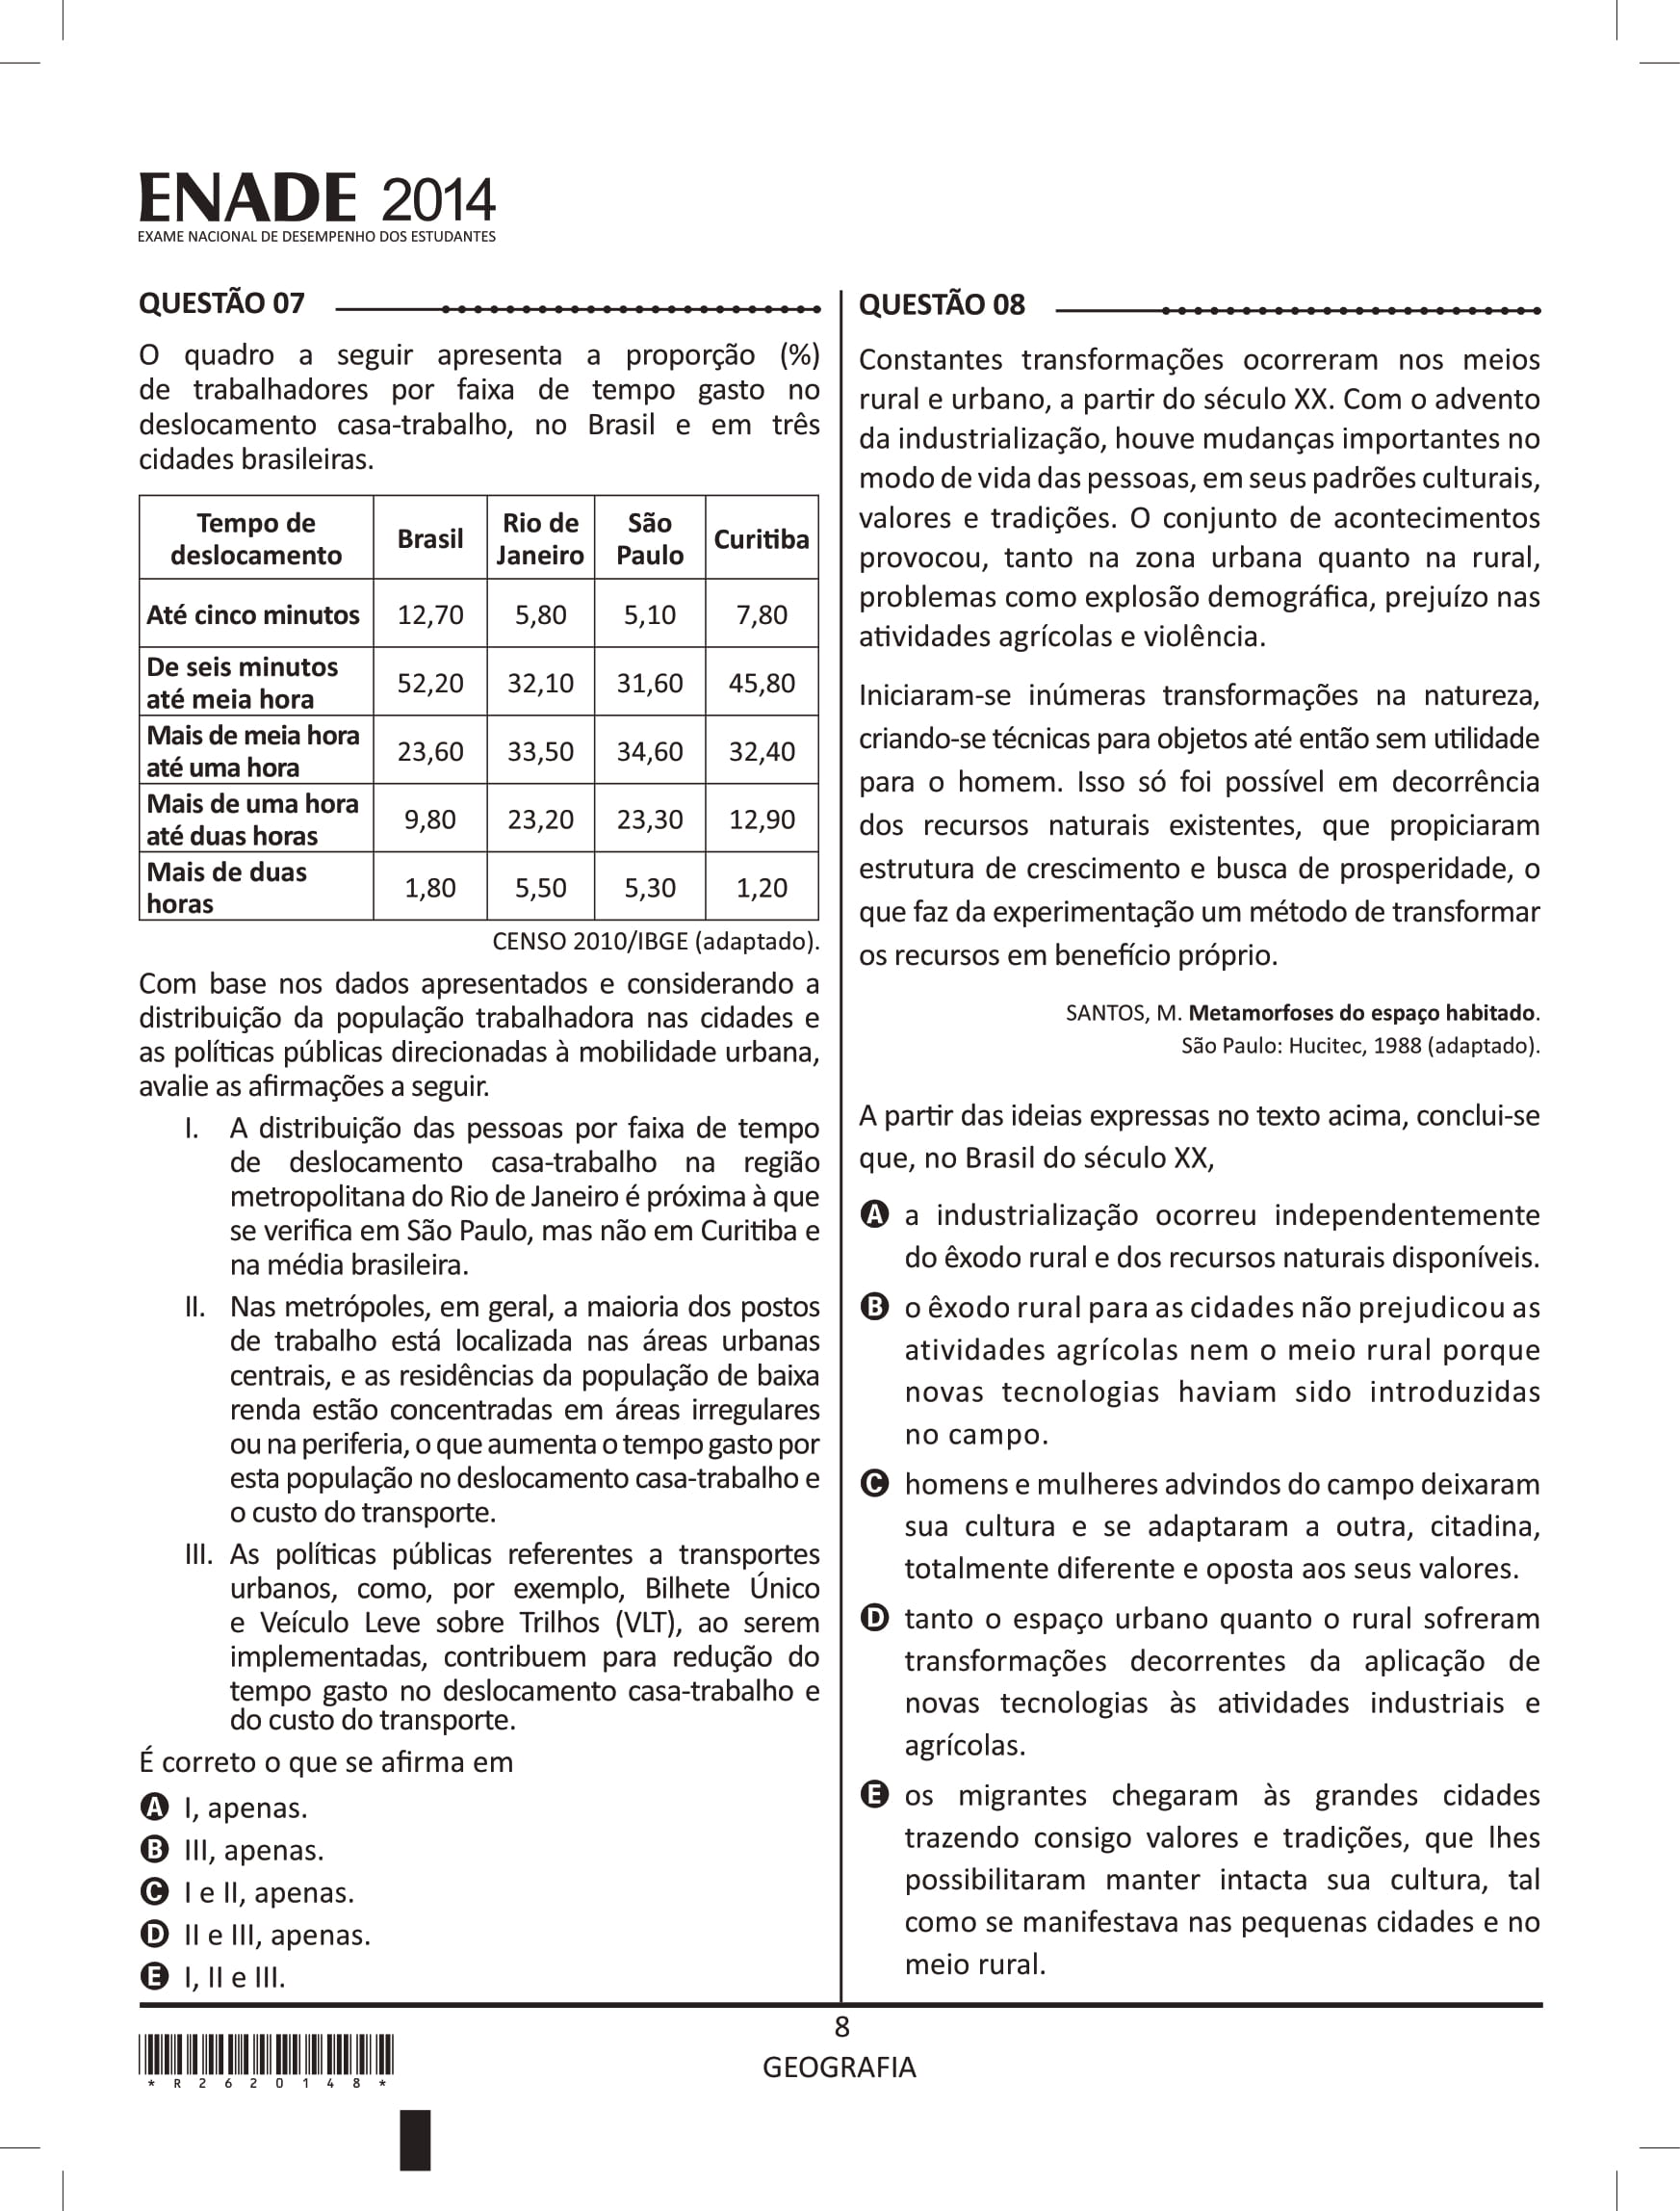 ENADE 2014
EXAME NACIONAL DE DESEMPENHO DOS ESTUDANTES
QUESTÃO 07
O quadro a seguir apresenta a proporção (%)
de trabalhadores por faixa de tempo gasto no
deslocamento casa-trabalho, no Brasil e em três
cidades brasileiras.
Tempo de deslocamento Brasil Rio de Janeiro São Paulo Curitiba
Até cinco minutos 12,70 5,80 5,10 7,80
De seis minutos até meia hora 52,20 32,10 31,60 45,80
Mais de meia hora até uma hora 23,60 33,50 34,60 32,40
Mais de uma hora até duas horas 9,80 23,20 23,30 12,90
Mais de duas horas 1,80 5,50 5,30 1,20
CENSO 2010/IBGE (adaptado).
Com base nos dados apresentados e considerando a
distribuição da população trabalhadora nas cidades e
as políticas públicas direcionadas à mobilidade urbana,
avalie as afirmações a seguir.
I. A distribuição das pessoas por faixa de tempo
de deslocamento casa-trabalho na região
metropolitana do Rio de Janeiro é próxima à que
se verifica em São Paulo, mas não em Curitiba e
na média brasileira.
II. Nas metrópoles, em geral, a maioria dos postos
de trabalho está localizada nas áreas urbanas
centrais, e as residências da população de baixa
renda estão concentradas em áreas irregulares
ou na periferia, o que aumenta o tempo gasto por
esta população no deslocamento casa-trabalho e
o custo do transporte.
III. As políticas públicas referentes a transportes
urbanos, como, por exemplo, Bilhete Único
e Veículo Leve sobre Trilhos (VLT), ao serem
implementadas, contribuem para redução do
tempo gasto no deslocamento casa-trabalho e
do custo do transporte.
É correto o que se afirma em
A I, apenas.
B III, apenas.
C I e II, apenas.
D II e III, apenas.
E I, II e III.
QUESTÃO 08
Constantes transformações ocorreram nos meios
rural e urbano, a partir do século XX. Com o advento
da industrialização, houve mudanças importantes no
modo de vida das pessoas, em seus padrões culturais,
valores e tradições. O conjunto de acontecimentos
provocou, tanto na zona urbana quanto na rural,
problemas como explosão demográfica, prejuízo nas
atividades agrícolas e violência.
Iniciaram-se inúmeras transformações na natureza,
criando-se técnicas para objetos até então sem utilidade
para o homem. Isso só foi possível em decorrência
dos recursos naturais existentes, que propiciaram
estrutura de crescimento e busca de prosperidade, o
que faz da experimentação um método de transformar
os recursos em benefício próprio.
SANTOS, M. Metamorfoses do espaço habitado.
São Paulo: Hucitec, 1988 (adaptado).
A partir das ideias expressas no texto acima, conclui-se
que, no Brasil do século XX,
A a industrialização ocorreu independentemente
do êxodo rural e dos recursos naturais disponíveis.
B o êxodo rural para as cidades não prejudicou as
atividades agrícolas nem o meio rural porque
novas tecnologias haviam sido introduzidas
no campo.
C homens e mulheres advindos do campo deixaram
sua cultura e se adaptaram a outra, citadina,
totalmente diferente e oposta aos seus valores.
D tanto o espaço urbano quanto o rural sofreram
transformações decorrentes da aplicação de
novas tecnologias às atividades industriais e
agrícolas.
E os migrantes chegaram às grandes cidades
trazendo consigo valores e tradições, que lhes
possibilitaram manter intacta sua cultura, tal
como se manifestava nas pequenas cidades e no
meio rural.
8
GEOGRAFIA
* R 2 6 2 0 1 4 8 *